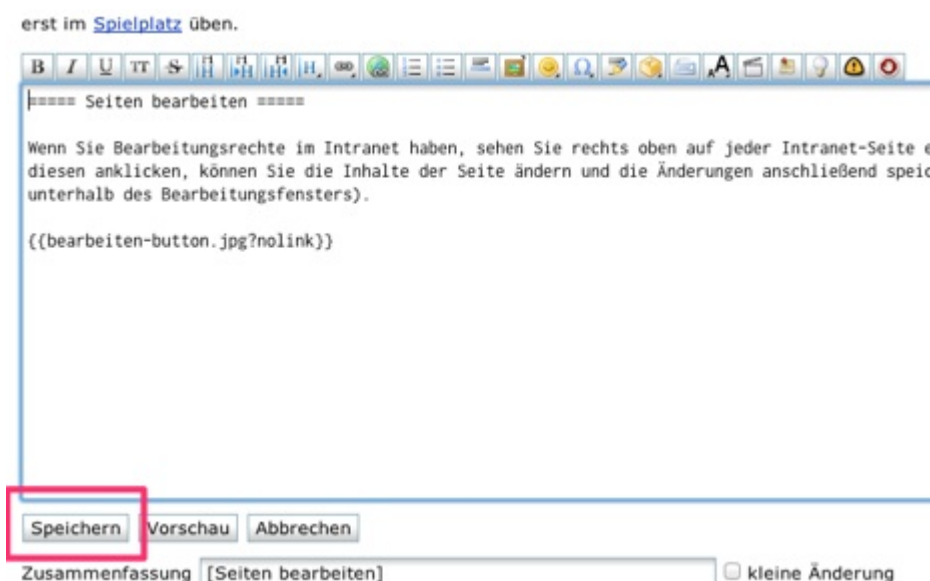 erst im Spielplatz üben.
B I U TT S H H H H Ω A
===== Seiten bearbeiten =====
Wenn Sie Bearbeitungsrechte im Intranet haben, sehen Sie rechts oben auf jeder Intranet-Seite e
diesen anklicken, können Sie die Inhalte der Seite ändern und die Änderungen anschließend speic
unterhalb des Bearbeitungsfensters).
{{bearbeiten-button.jpg?nolink}}
Speichern Vorschau Abbrechen
Zusammenfassung [Seiten bearbeiten] kleine Änderung